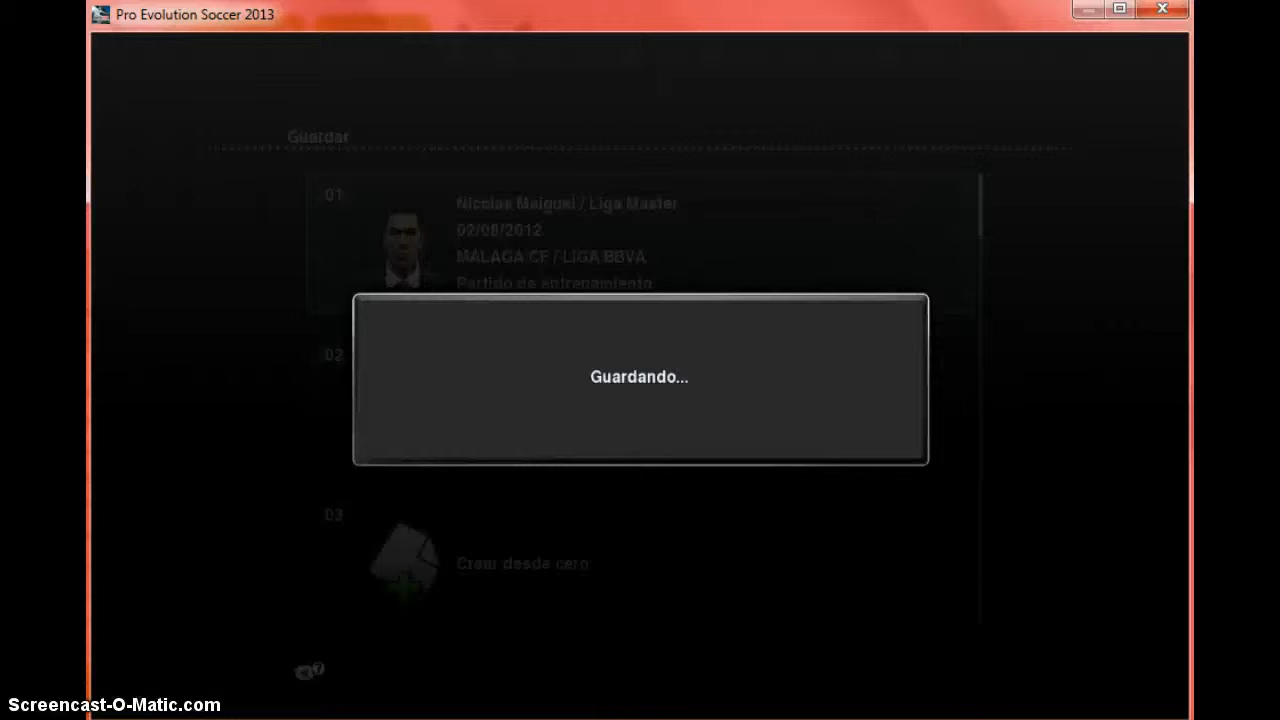 Pro Evolution Soccer 2013
Guardar
01
Nicolas Maiguel / Liga Master
02/08/2012
MÁLAGA CF / LIGA BBVA
Partido de entrenamiento
02
Guardando...
03
Crear desde cero
Screencast-O-Matic.com